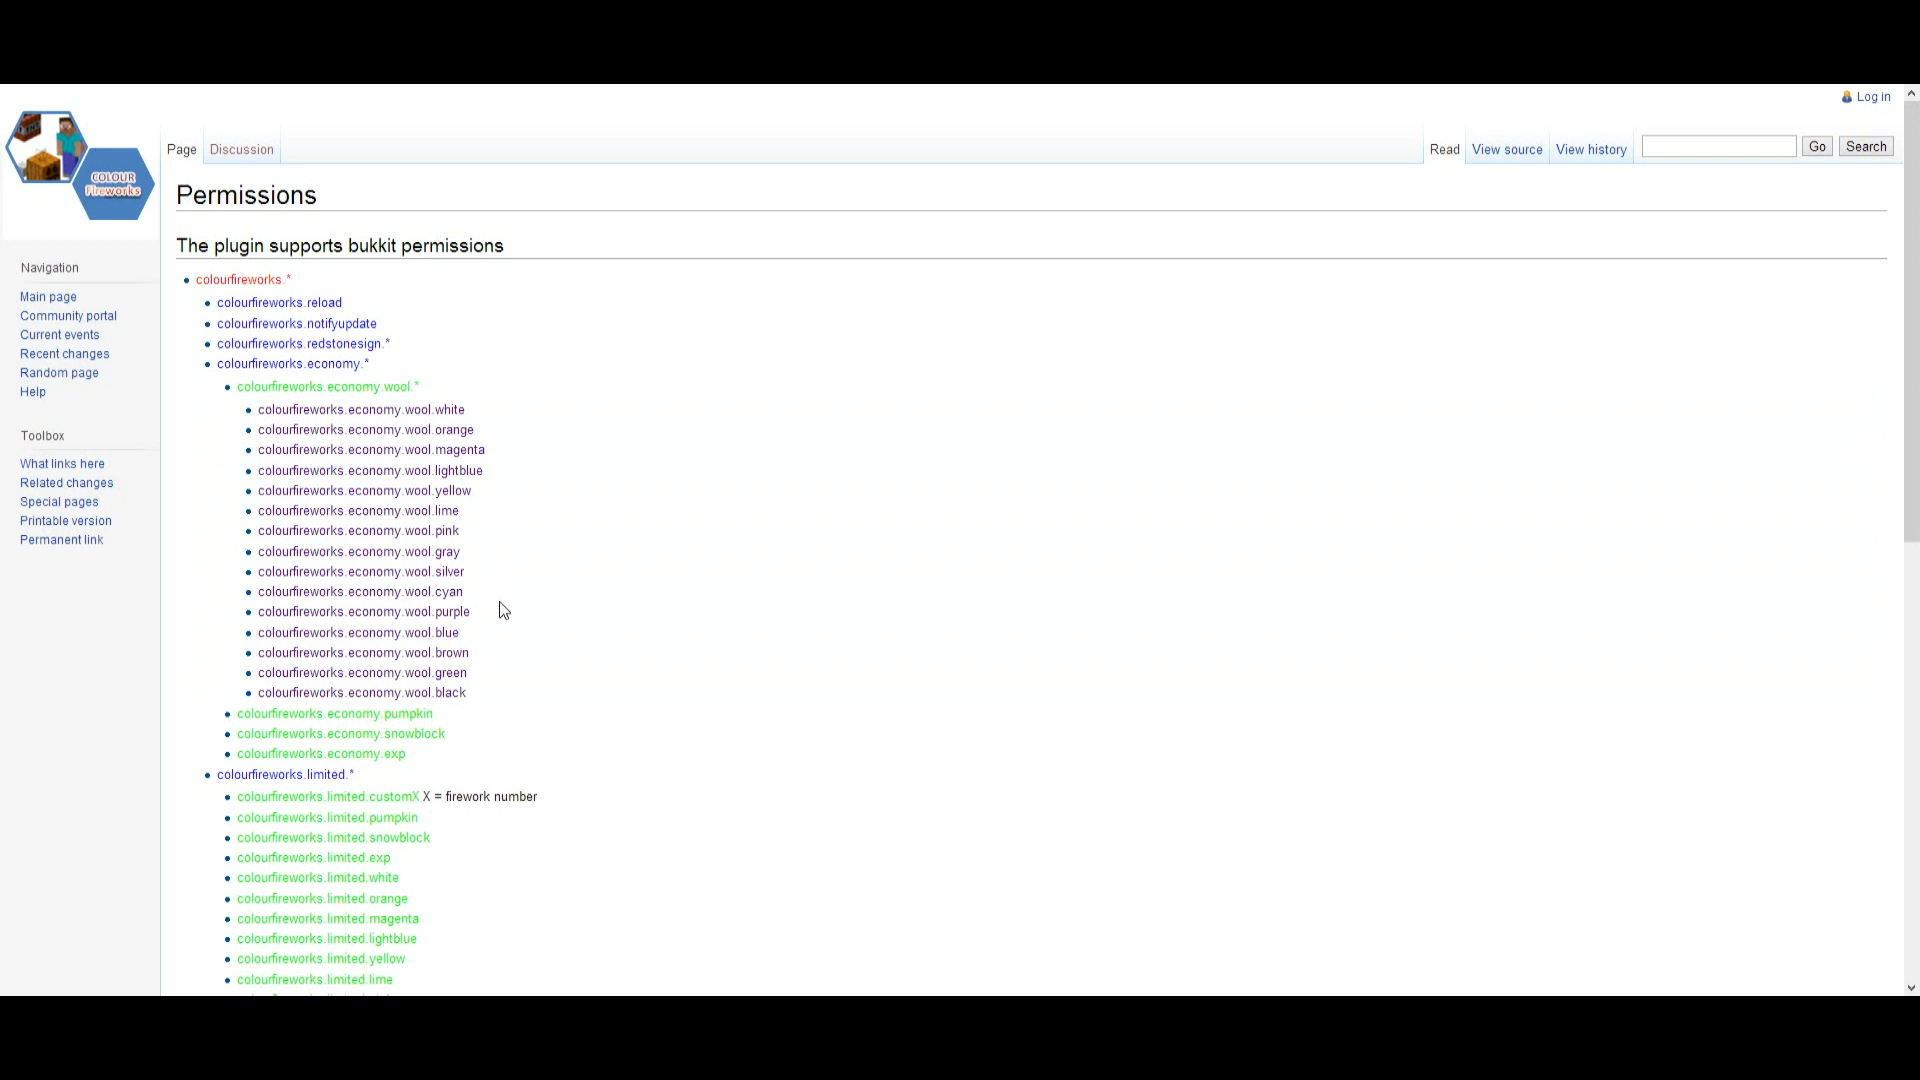 Log in
COLOUR
Fireworks
Page
Discussion
Read
View source
View history
Go
Search
Permissions
The plugin supports bukkit permissions
Navigation
Main page
Community portal
Current events
Recent changes
Random page
Help
Toolbox
What links here
Related changes
Special pages
Printable version
Permanent link
colourfireworks.*
colourfireworks.reload
colourfireworks.notifyupdate
colourfireworks.redstonesign.*
colourfireworks.economy.*
colourfireworks.economy.wool.*
colourfireworks.economy.wool.white
colourfireworks.economy.wool.orange
colourfireworks.economy.wool.magenta
colourfireworks.economy.wool.lightblue
colourfireworks.economy.wool.yellow
colourfireworks.economy.wool.lime
colourfireworks.economy.wool.pink
colourfireworks.economy.wool.gray
colourfireworks.economy.wool.silver
colourfireworks.economy.wool.cyan
colourfireworks.economy.wool.purple
colourfireworks.economy.wool.blue
colourfireworks.economy.wool.brown
colourfireworks.economy.wool.green
colourfireworks.economy.wool.black
colourfireworks.economy.pumpkin
colourfireworks.economy.snowblock
colourfireworks.economy.exp
colourfireworks.limited.*
colourfireworks.limited.customX X = firework number
colourfireworks.limited.pumpkin
colourfireworks.limited.snowblock
colourfireworks.limited.exp
colourfireworks.limited.white
colourfireworks.limited.orange
colourfireworks.limited.magenta
colourfireworks.limited.lightblue
colourfireworks.limited.yellow
colourfireworks.limited.lime